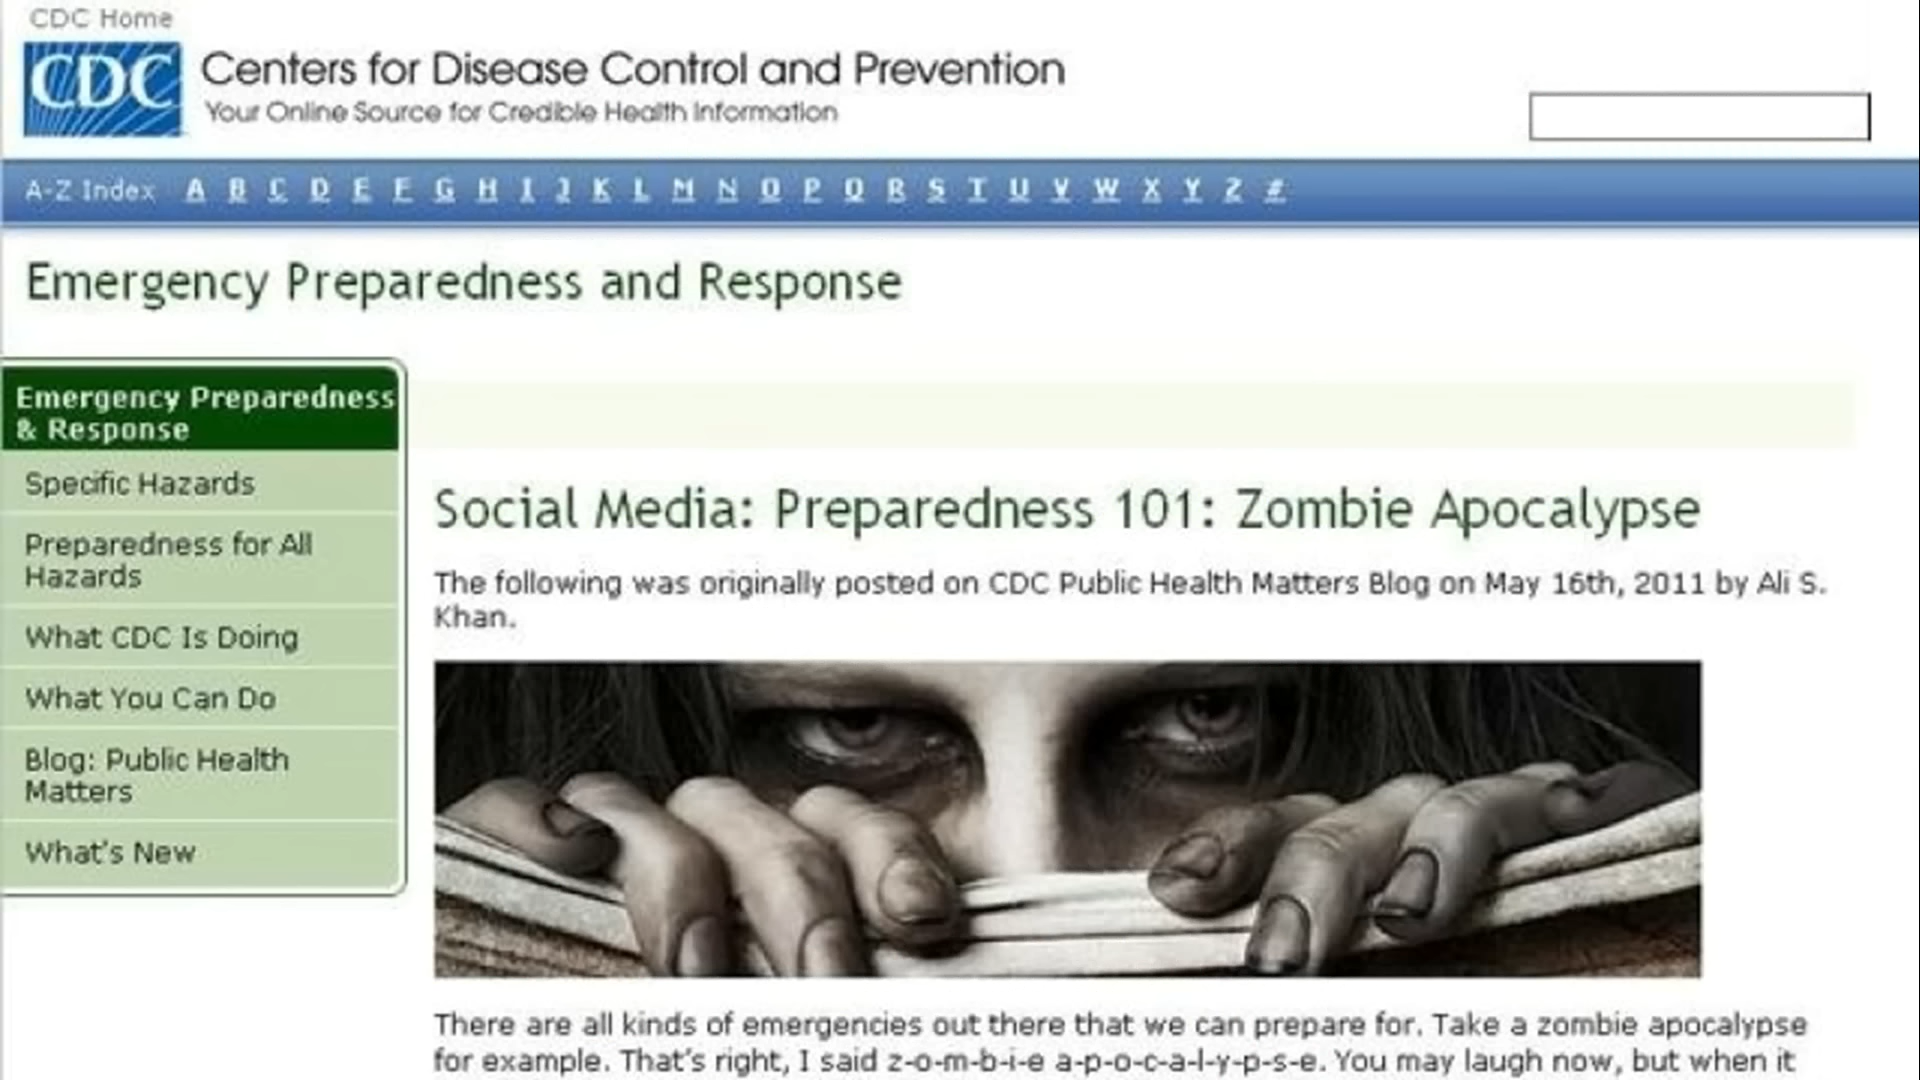 CDC Home
CDC
Centers for Disease Control and Prevention
Your Online Source for Credible Health Information
A-Z Index A B C D E F G H I J K L M N O P Q R S T U V W X Y Z #
Emergency Preparedness and Response
Emergency Preparedness
& Response
Specific Hazards
Preparedness for All
Hazards
What CDC Is Doing
What You Can Do
Blog: Public Health
Matters
What's New
Social Media: Preparedness 101: Zombie Apocalypse
The following was originally posted on CDC Public Health Matters Blog on May 16th, 2011 by Ali S.
Khan.
There are all kinds of emergencies out there that we can prepare for. Take a zombie apocalypse
for example. That's right, I said z-o-m-b-i-e a-p-o-c-a-l-y-p-s-e. You may laugh now, but when it